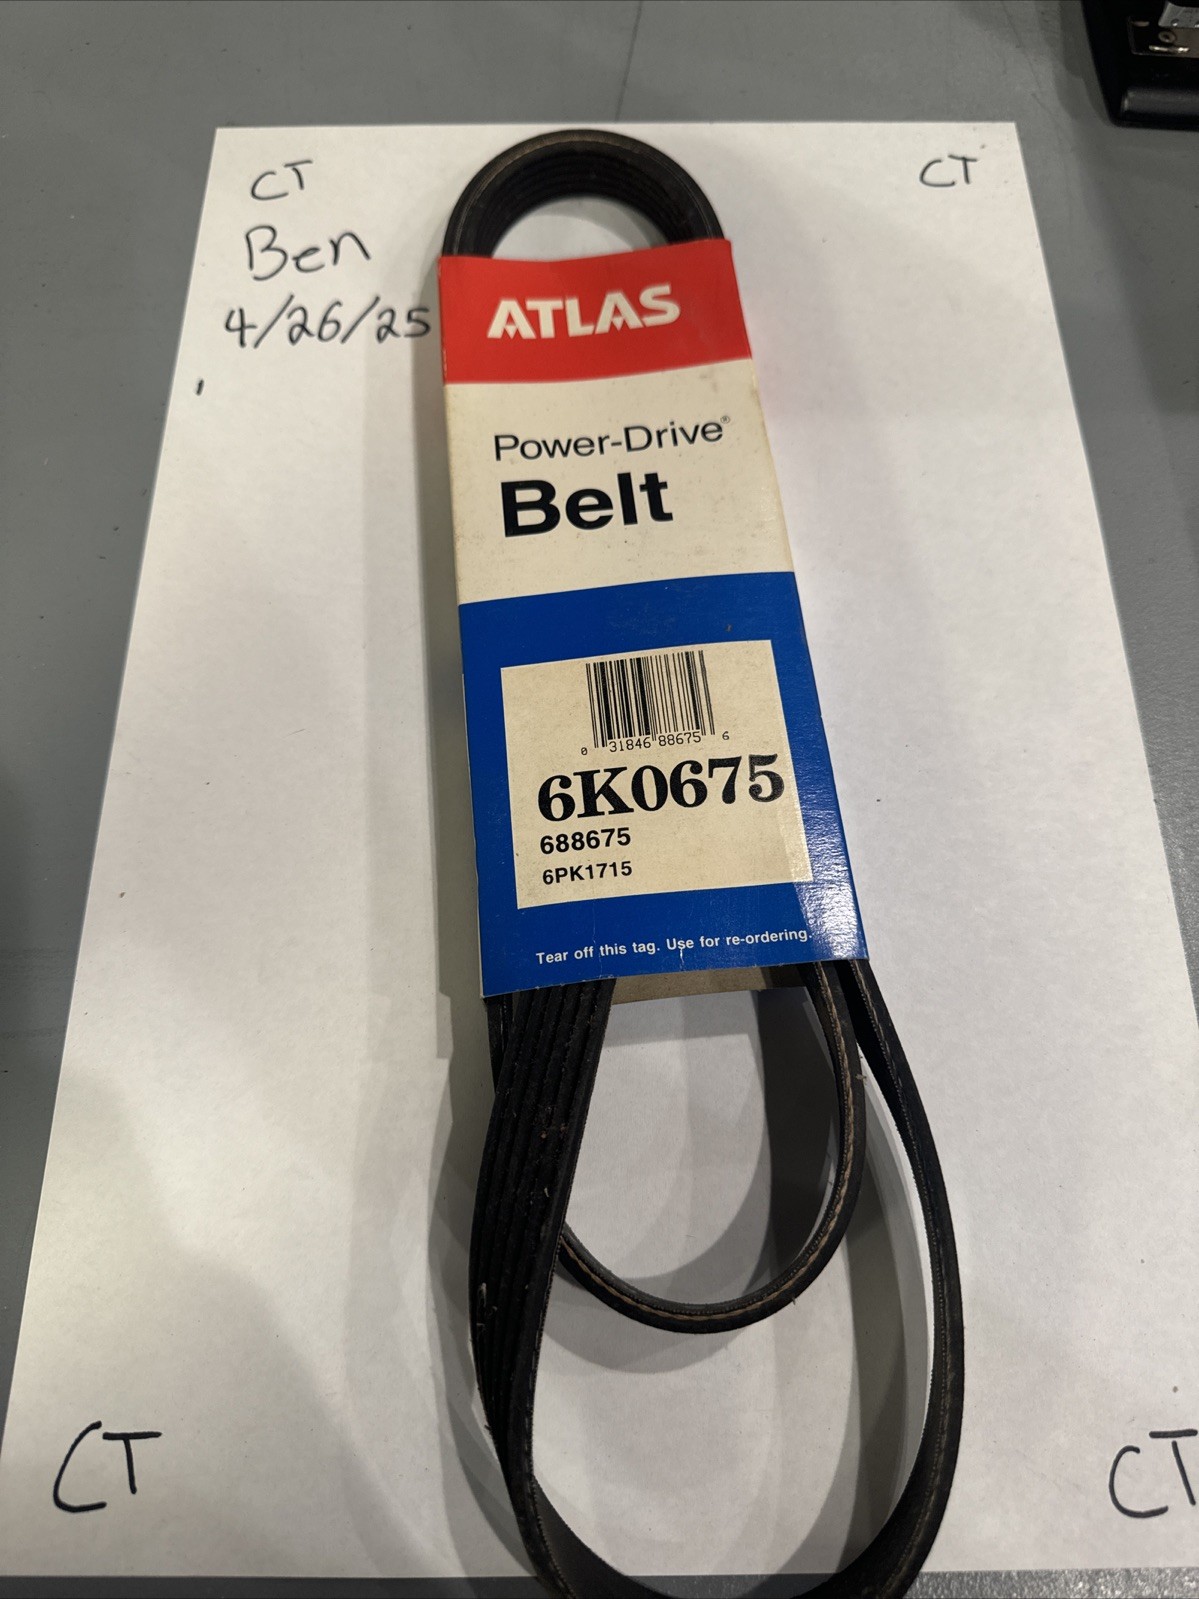 CT
CT
Ben
4/26/25
ATLAS
Power-Drive®
Belt
0 31846 88675 6
6K0675
688675
6PK1715
Tear off this tag. Use for re-ordering.
CT
CT